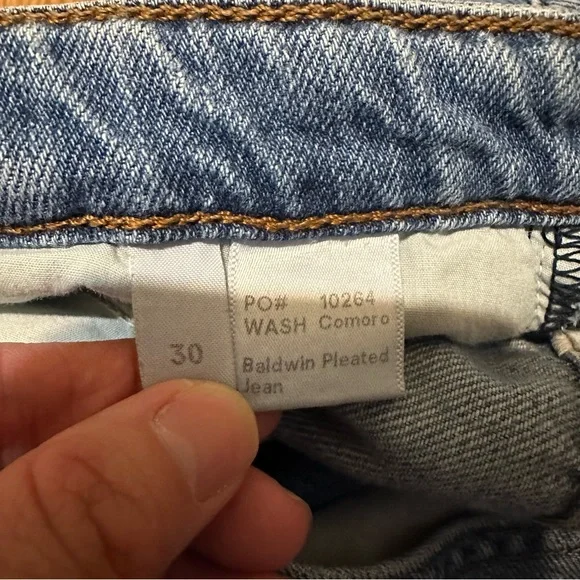 30
PO# 10264
WASH Comoro
Baldwin Pleated
Jean